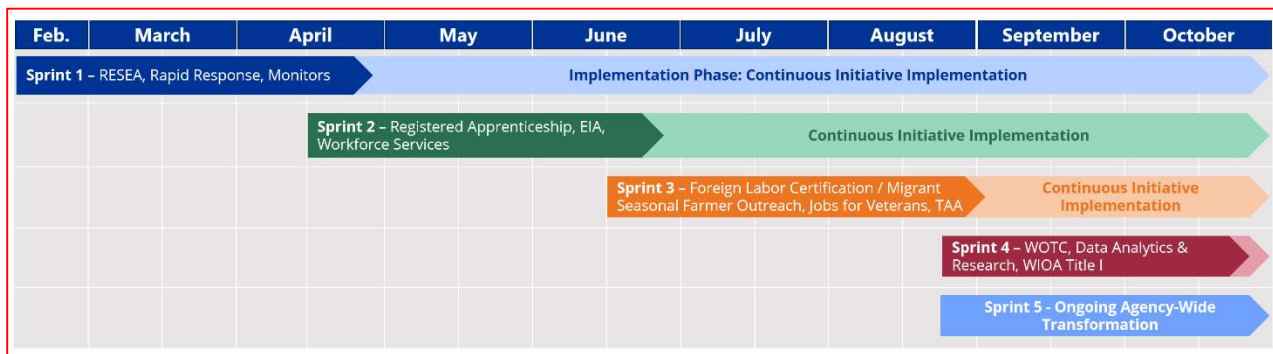 Feb. March April May June July August September October
Sprint 1 – RESEA, Rapid Response, Monitors
Implementation Phase: Continuous Initiative Implementation
Sprint 2 – Registered Apprenticeship, EIA,
Workforce Services
Continuous Initiative Implementation
Sprint 3 – Foreign Labor Certification / Migrant
Seasonal Farmer Outreach, Jobs for Veterans, TAA
Continuous Initiative
Implementation
Sprint 4 – WOTC, Data Analytics &
Research, WIOA Title I
Sprint 5 - Ongoing Agency-Wide
Transformation